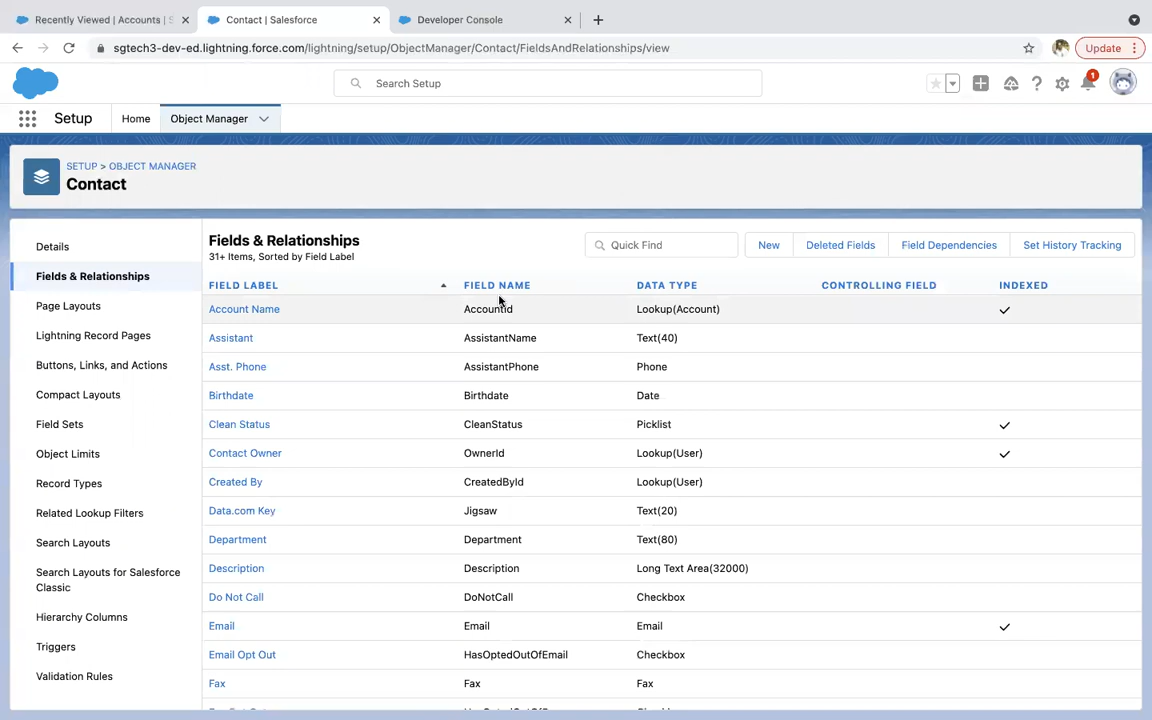 Recently Viewed | Accounts | S
Contact | Salesforce
Developer Console
sgtech3-dev-ed.lightning.force.com/lightning/setup/ObjectManager/Contact/FieldsAndRelationships/view
Update
Search Setup
1
Setup
Home
Object Manager
SETUP > OBJECT MANAGER
Contact
Details
Fields & Relationships
Page Layouts
Lightning Record Pages
Buttons, Links, and Actions
Compact Layouts
Field Sets
Object Limits
Record Types
Related Lookup Filters
Search Layouts
Search Layouts for Salesforce
Classic
Hierarchy Columns
Triggers
Validation Rules
Fields & Relationships
31+ Items, Sorted by Field Label
Quick Find
New
Deleted Fields
Field Dependencies
Set History Tracking
FIELD LABEL FIELD NAME DATA TYPE CONTROLLING FIELD INDEXED
Account Name AccountId Lookup(Account)
Assistant AssistantName Text(40)
Asst. Phone AssistantPhone Phone
Birthdate Birthdate Date
Clean Status CleanStatus Picklist
Contact Owner OwnerId Lookup(User)
Created By CreatedById Lookup(User)
Data.com Key Jigsaw Text(20)
Department Department Text(80)
Description Description Long Text Area(32000)
Do Not Call DoNotCall Checkbox
Email Email Email
Email Opt Out HasOptedOutOfEmail Checkbox
Fax Fax Fax